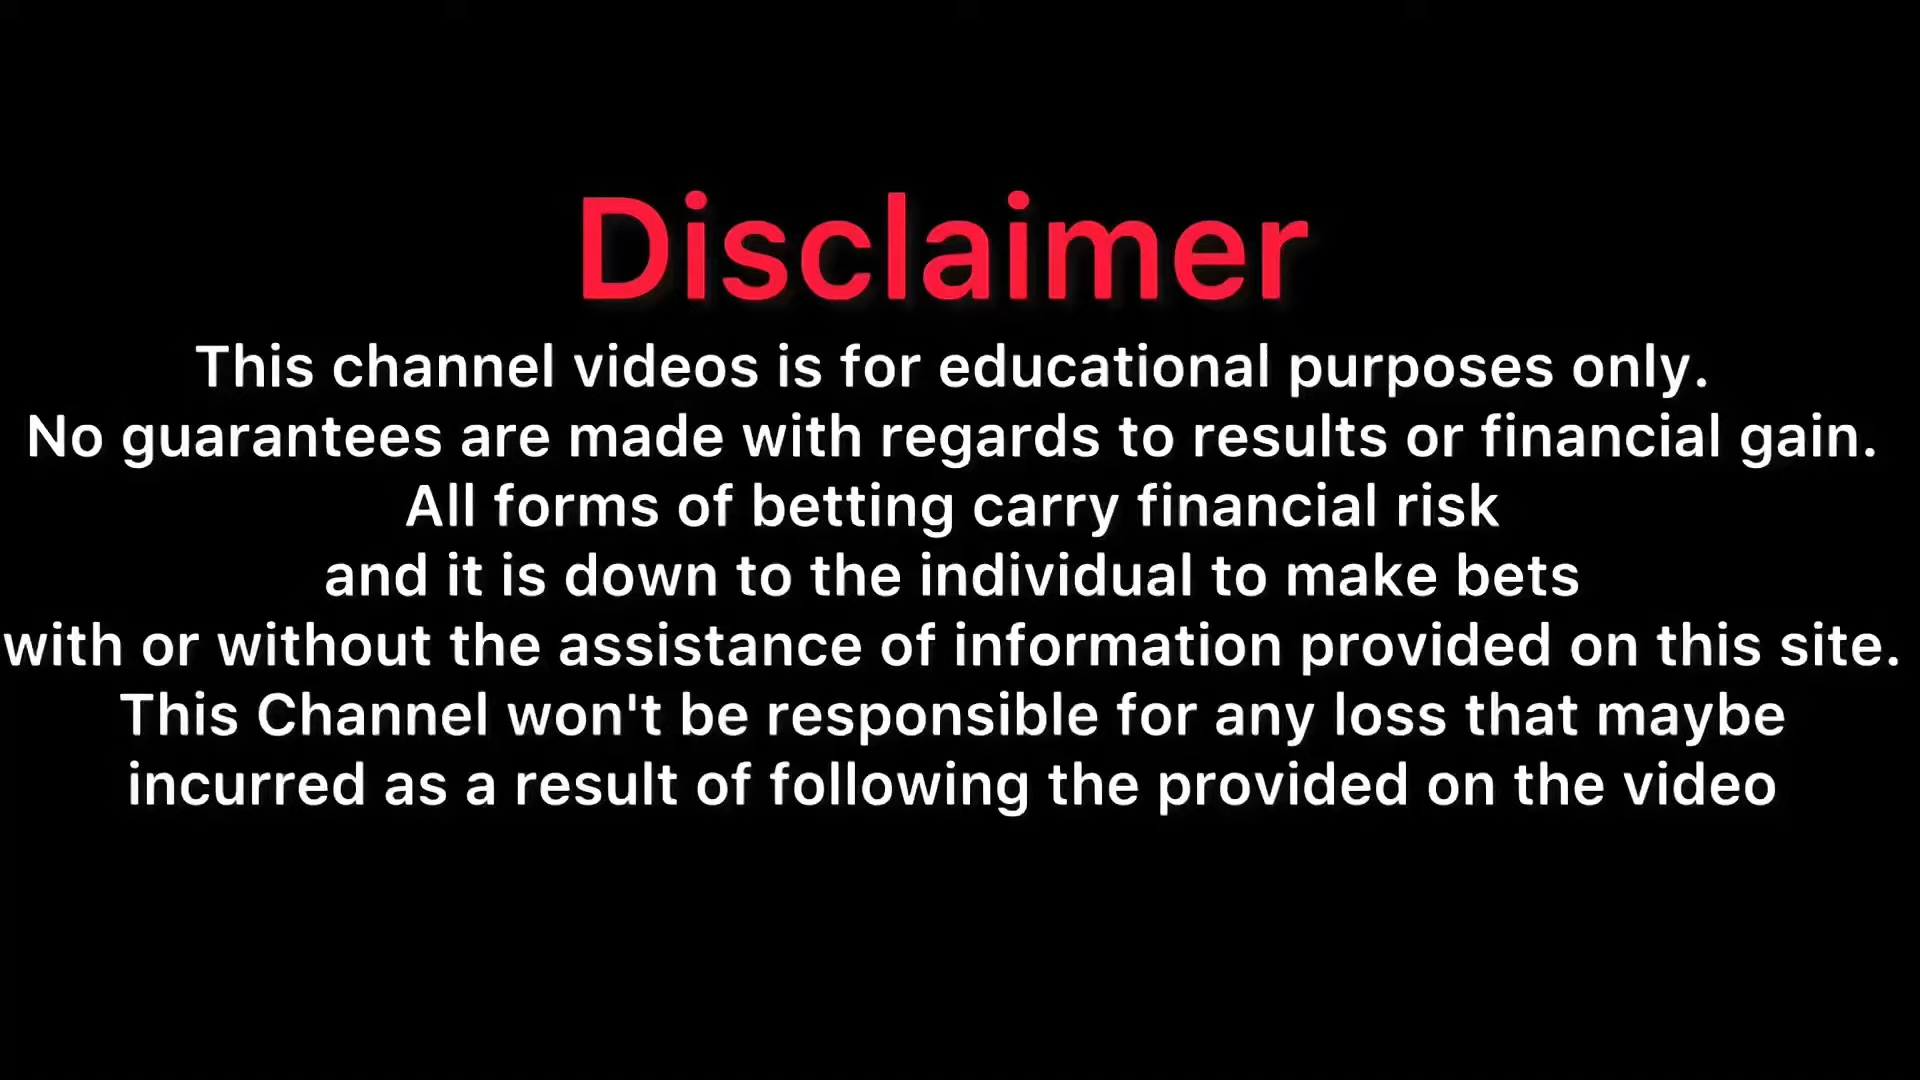 Disclaimer
This channel videos is for educational purposes only.
No guarantees are made with regards to results or financial gain.
All forms of betting carry financial risk
and it is down to the individual to make bets
with or without the assistance of information provided on this site.
This Channel won't be responsible for any loss that maybe
incurred as a result of following the provided on the video